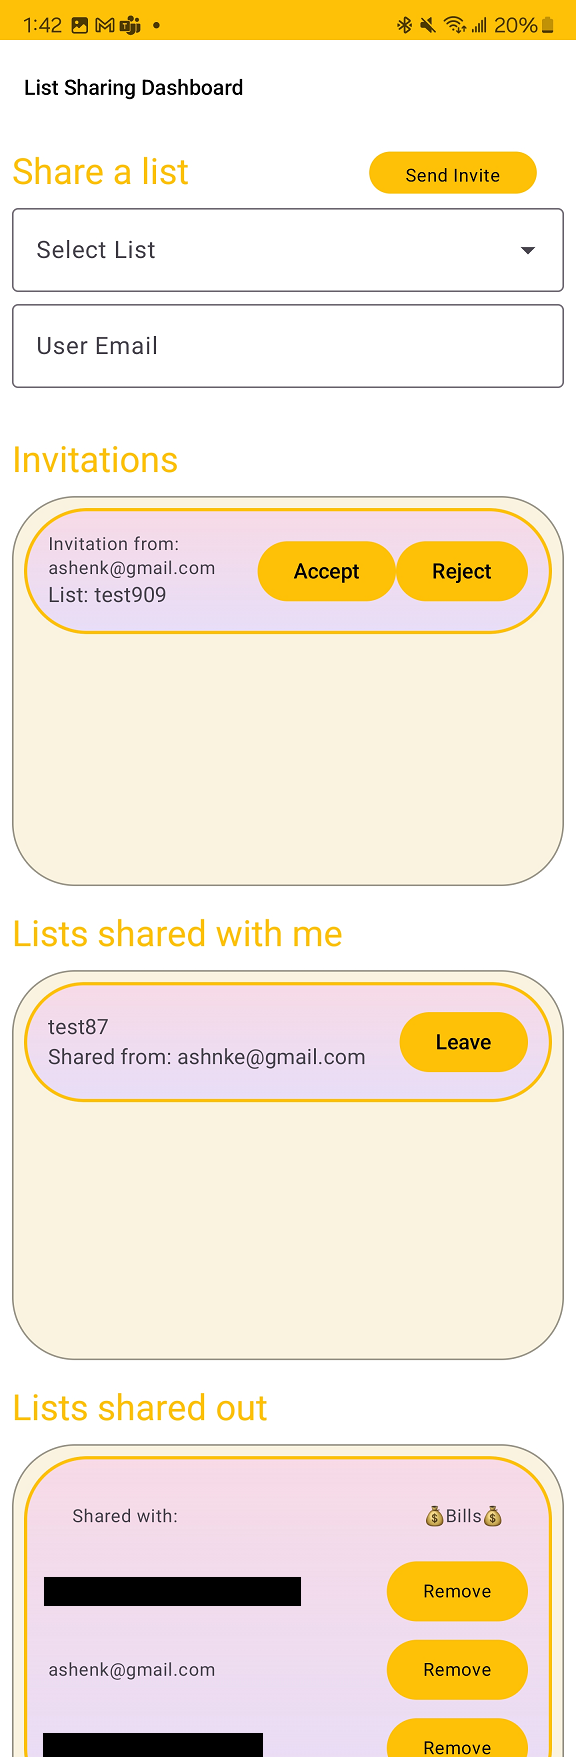 1:42
20%
List Sharing Dashboard
Share a list
Send Invite
Select List
User Email
Invitations
Invitation from:
ashenk@gmail.com
List: test909
Accept
Reject
Lists shared with me
test87
Shared from: ashnke@gmail.com
Leave
Lists shared out
Shared with:
💰Bills💰
Remove
ashenk@gmail.com
Remove
Remove